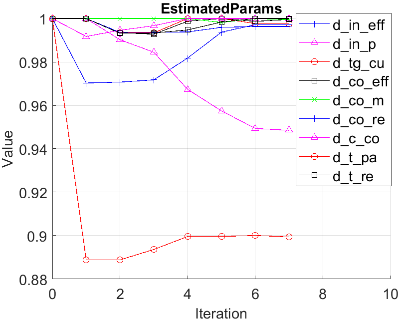 EstimatedParams
1
0.98
0.96
0.94
0.92
0.9
0.88
Value
0
2
4
6
8
10
Iteration
d_in_eff
d_in_p
d_tg_cu
d_co_eff
d_co_m
d_co_re
d_c_co
d_t_pa
d_t_re